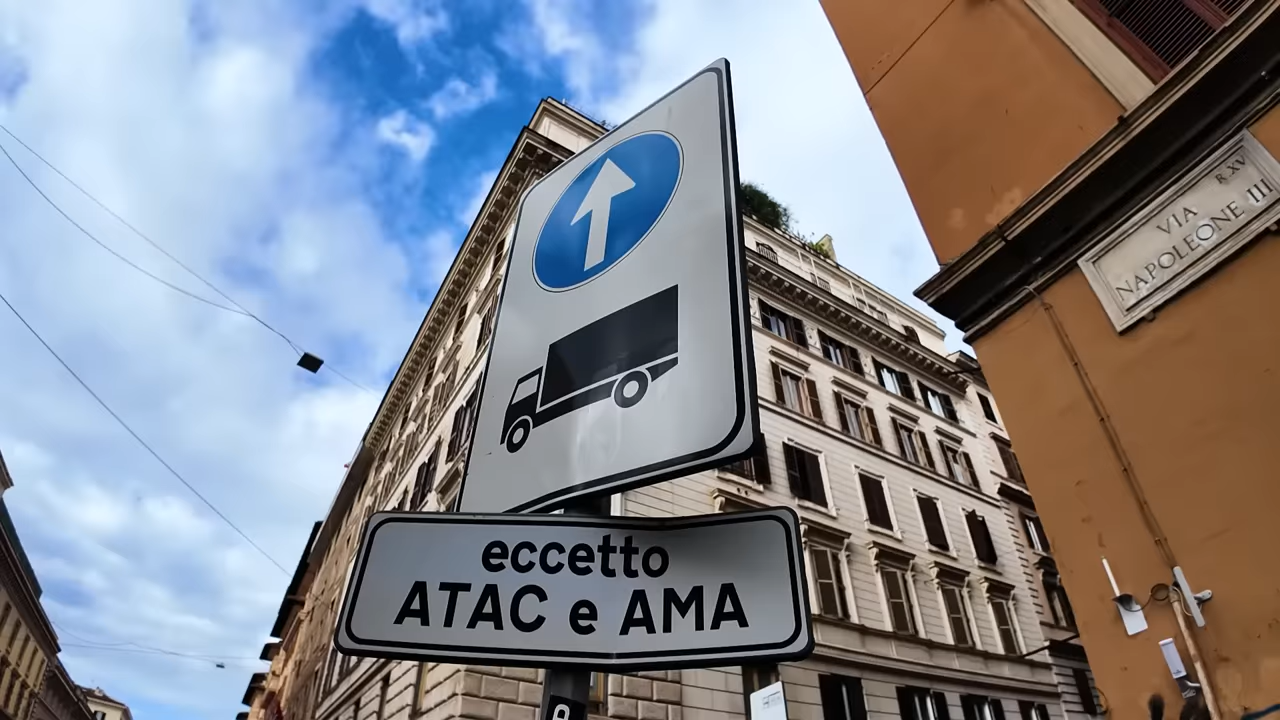 eccetto
ATAC e AMA
R. XV
VIA
NAPOLEONE III